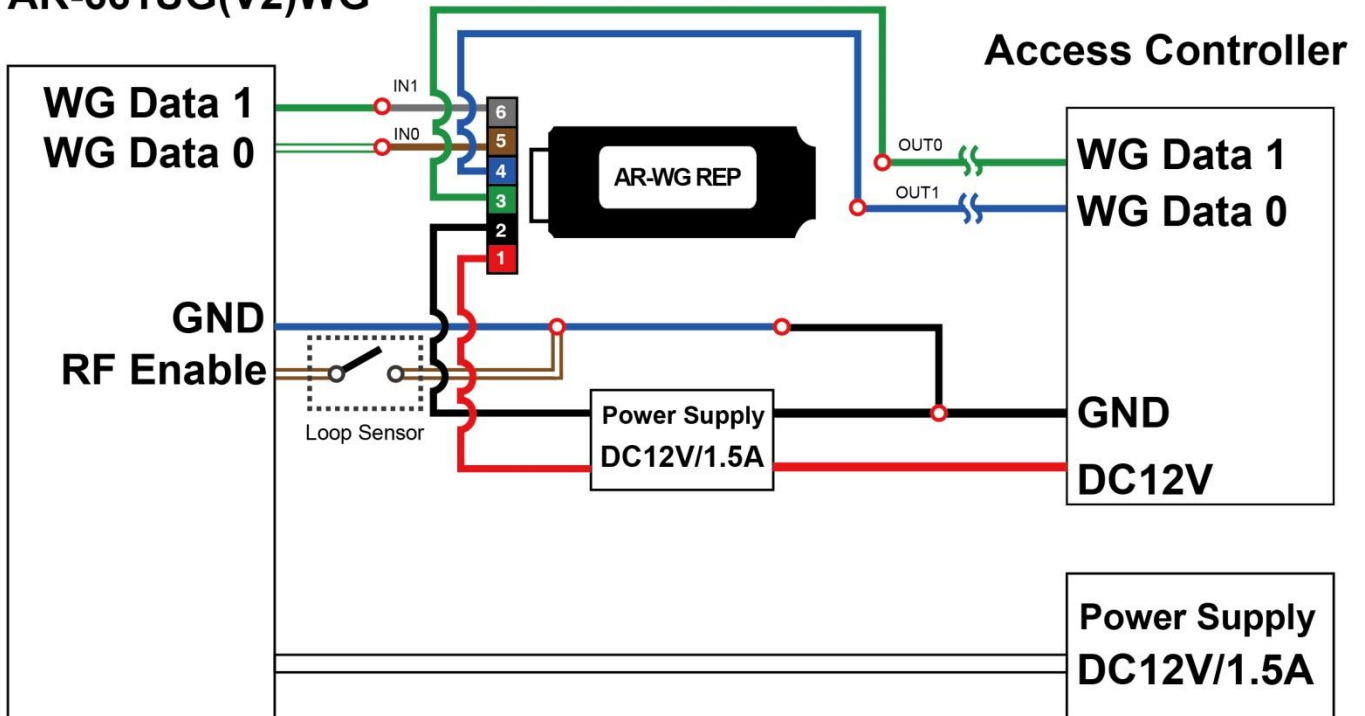 Access Controller
WG Data 1
WG Data 0
IN1
IN0
6
5
4
3
2
1
AR-WG REP
OUT0
OUT1
WG Data 1
WG Data 0
GND
RF Enable
Loop Sensor
Power Supply
DC12V/1.5A
GND
DC12V
Power Supply
DC12V/1.5A